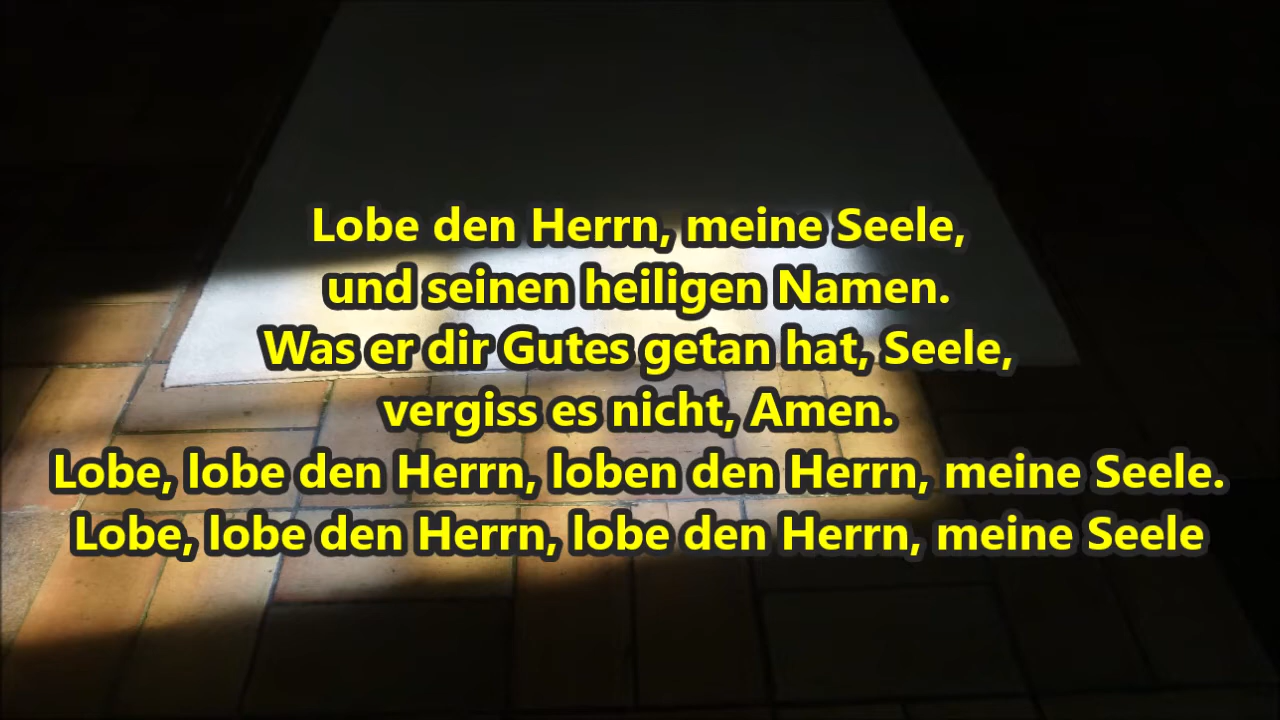 Lobe den Herrn, meine Seele,
und seinen heiligen Namen.
Was er dir Gutes getan hat, Seele,
vergiss es nicht, Amen.
Lobe, lobe den Herrn, loben den Herrn, meine Seele.
Lobe, lobe den Herrn, lobe den Herrn, meine Seele